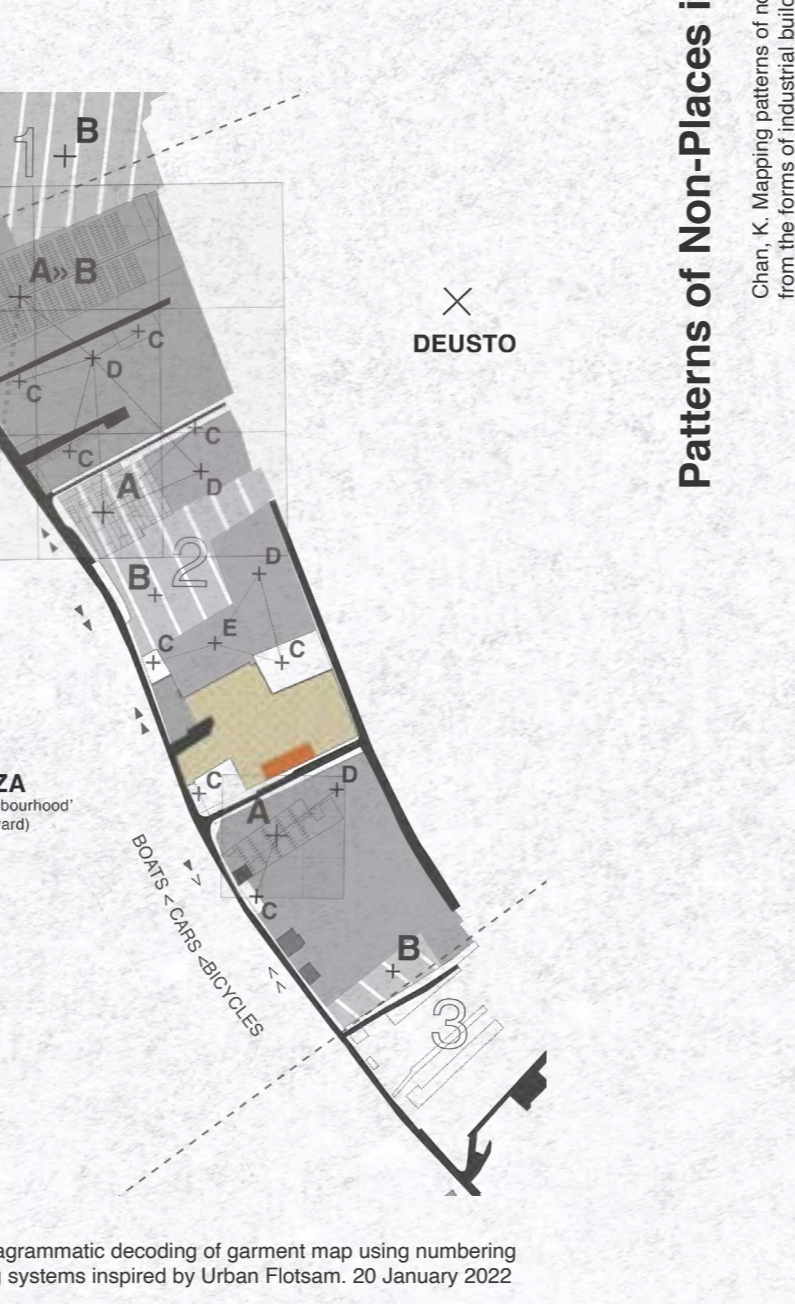 1
B
A» B
C
D
C
C
C
A
D
2
B
D
E
C
C
C
D
A
C
B
3
DEUSTO
ZA
bourhood'
ard)
BOATS < CARS <BICYCLES
Patterns of Non-Places i
Chan, K. Mapping patterns of no
from the forms of industrial build
agrammatic decoding of garment map using numbering
systems inspired by Urban Flotsam. 20 January 2022